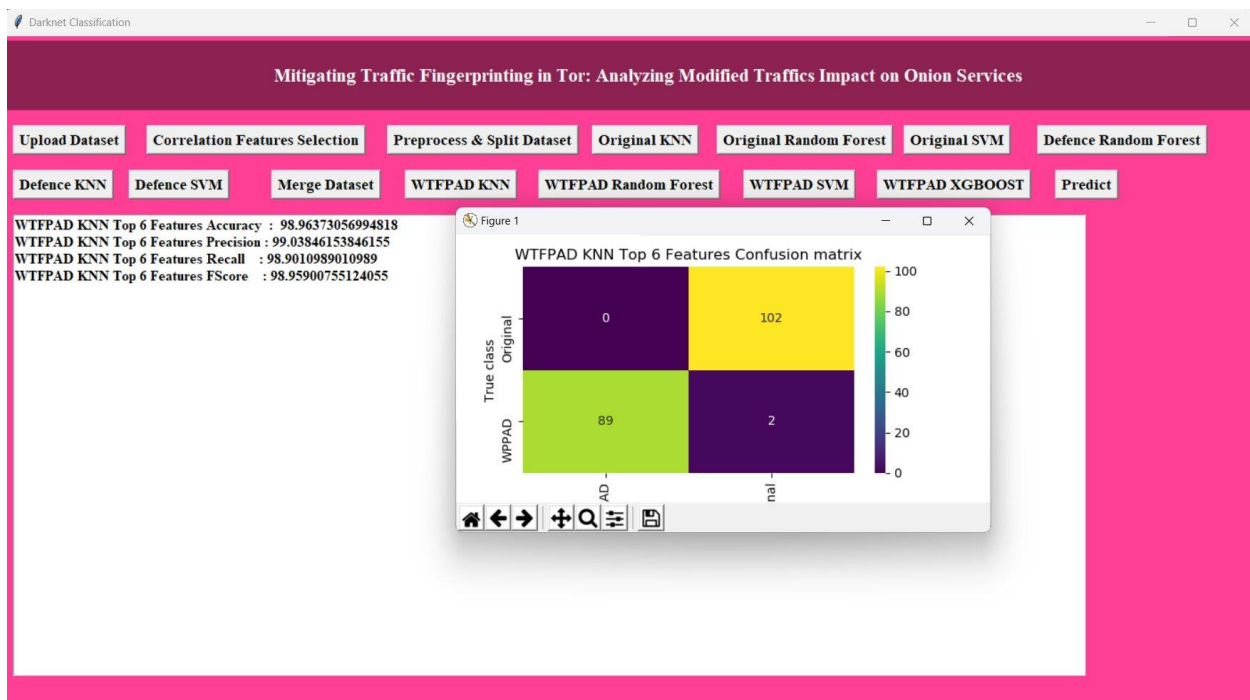 Darknet Classification
Mitigating Traffic Fingerprinting in Tor: Analyzing Modified Traffics Impact on Onion Services
Upload Dataset Correlation Features Selection Preprocess & Split Dataset Original KNN Original Random Forest Original SVM Defence Random Forest
Defence KNN Defence SVM Merge Dataset WTFPAD KNN WTFPAD Random Forest WTFPAD SVM WTFPAD XGBOOST Predict
WTFPAD KNN Top 6 Features Accuracy : 98.96373056994818
WTFPAD KNN Top 6 Features Precision : 99.03846153846155
WTFPAD KNN Top 6 Features Recall : 98.9010989010989
WTFPAD KNN Top 6 Features FScore : 98.95900755124055
Figure 1
WTFPAD KNN Top 6 Features Confusion matrix
True class
Original
WPPAD
0 102
89 2
100
80
60
40
20
0
AD
nal